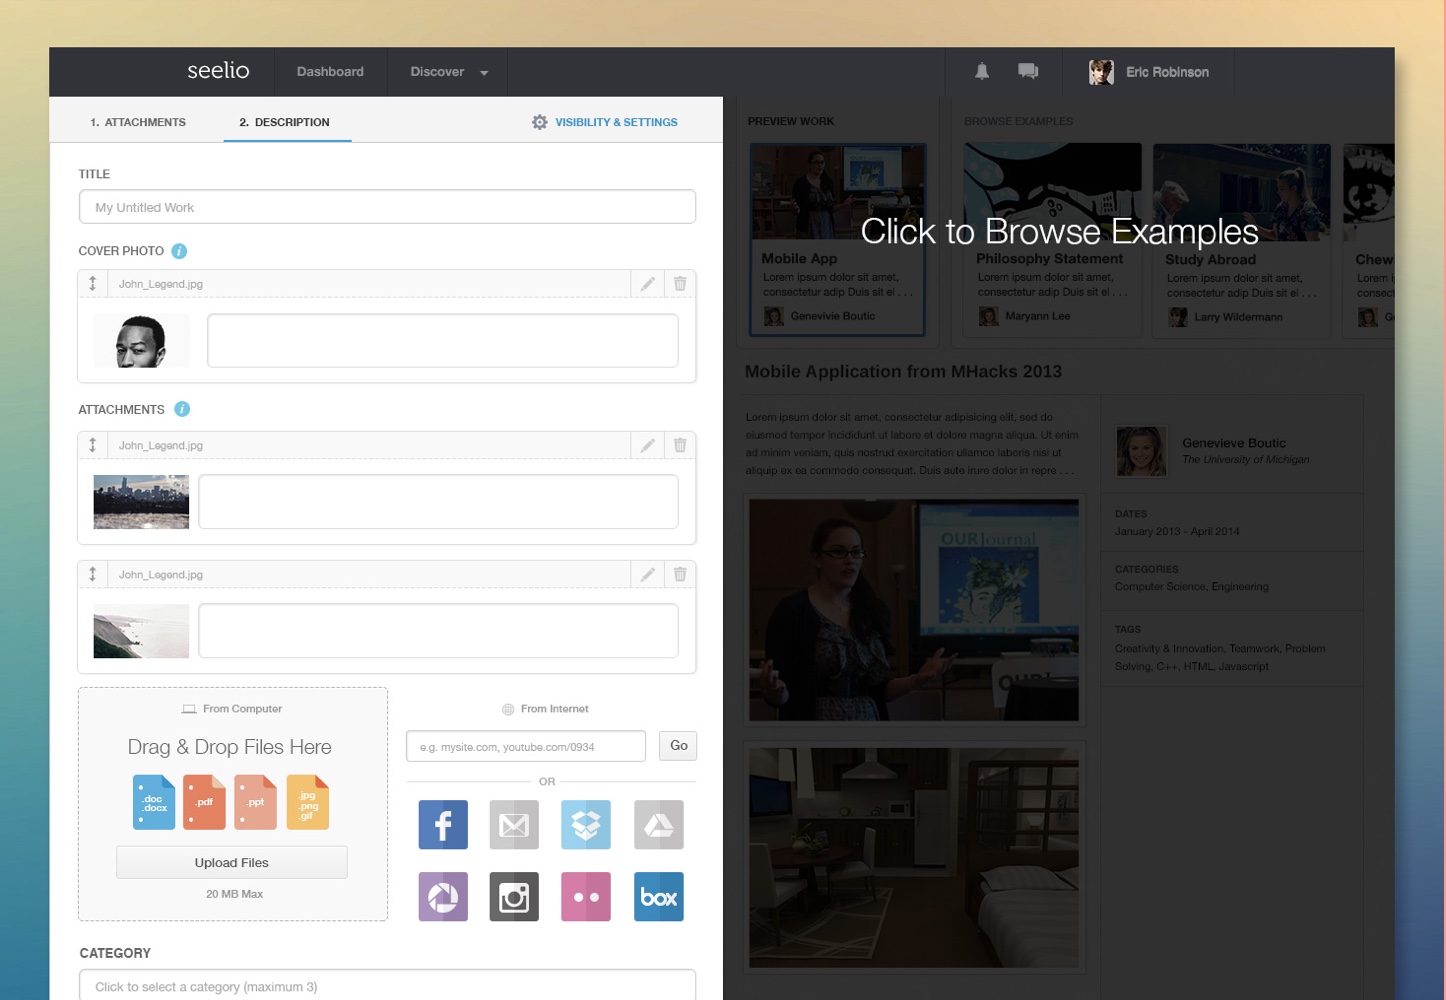 seelio
Dashboard
Discover
Eric Robinson
1. ATTACHMENTS
2. DESCRIPTION
VISIBILITY & SETTINGS
TITLE
My Untitled Work
COVER PHOTO
John_Legend.jpg
ATTACHMENTS
John_Legend.jpg
John_Legend.jpg
From Computer
Drag & Drop Files Here
.doc
.docx
.pdf
.ppt
.jpg
.png
.gif
Upload Files
20 MB Max
From Internet
e.g. mysite.com, youtube.com/0934
Go
OR
box
CATEGORY
Click to select a category (maximum 3)
PREVIEW WORK
BROWSE EXAMPLES
Click to Browse Examples
Mobile App
Lorem ipsum dolor sit amet,
consectetur adip Duis sit ei . . .
Genevivie Boutic
Philosophy Statement
Lorem ipsum dolor sit amet,
consectetur adip Duis sit ei . . .
Maryann Lee
Study Abroad
Lorem ipsum dolor sit amet,
consectetur adip Duis sit ei . . .
Larry Wildermann
Chew
Lorem i
consect
G
Mobile Application from MHacks 2013
Lorem ipsum dolor sit amet, consectetur adipisicing elit, sed do
eiusmod tempor incididunt ut labore et dolore magna aliqua. Ut enim
ad minim veniam, quis nostrud exercitation ullamco laboris nisi ut
aliquip ex ea commodo consequat. Duis aute irure dolor in repre . . .
OURJournal
OUR
TODO
Genevieve Boutic
The University of Michigan
DATES
January 2013 - April 2014
CATEGORIES
Computer Science, Engineering
TAGS
Creativity & Innovation, Teamwork, Problem
Solving, C++, HTML, Javascript